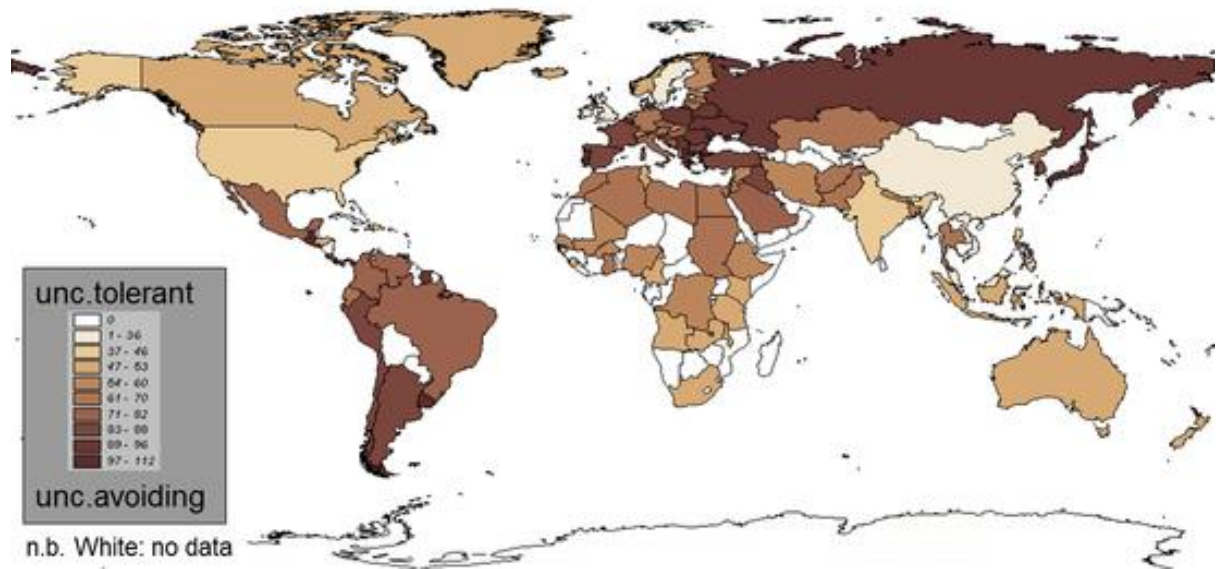 unc.tolerant
0
1 - 36
37 - 46
47 - 53
54 - 60
61 - 70
71 - 82
83 - 88
89 - 96
97 - 112
unc.avoiding
n.b. White: no data